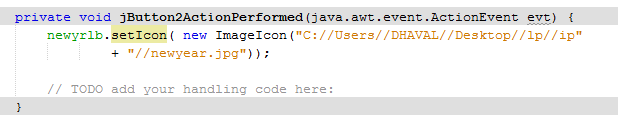 private void jButton2ActionPerformed(java.awt.event.ActionEvent evt) {
newyrlb.setIcon( new ImageIcon("C://Users//DHAVAL//Desktop//lp//ip"
+ "//newyear.jpg"));
// TODO add your handling code here:
}